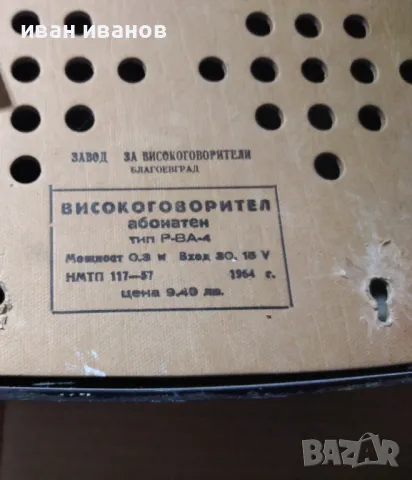 иван иванов
ЗАВОД ЗА ВИСОКОГОВОРИТЕЛИ
БЛАГОЕВГРАД
ВИСОКОГОВОРИТЕЛ
абонатен
тип Р-ВА-4
Мощност 0.3 W Вход 30, 15 V
НМТП 117—57 1964 г.
цена 9.49 лв.
BAZAR